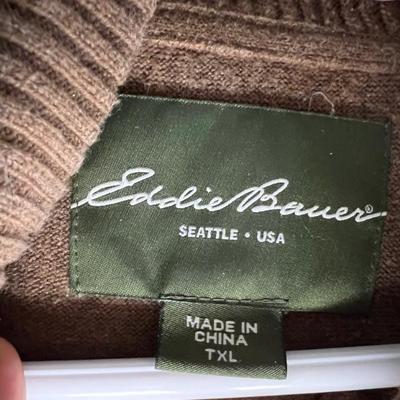 Eddie Bauer®
SEATTLE • USA
MADE IN
CHINA
TXL